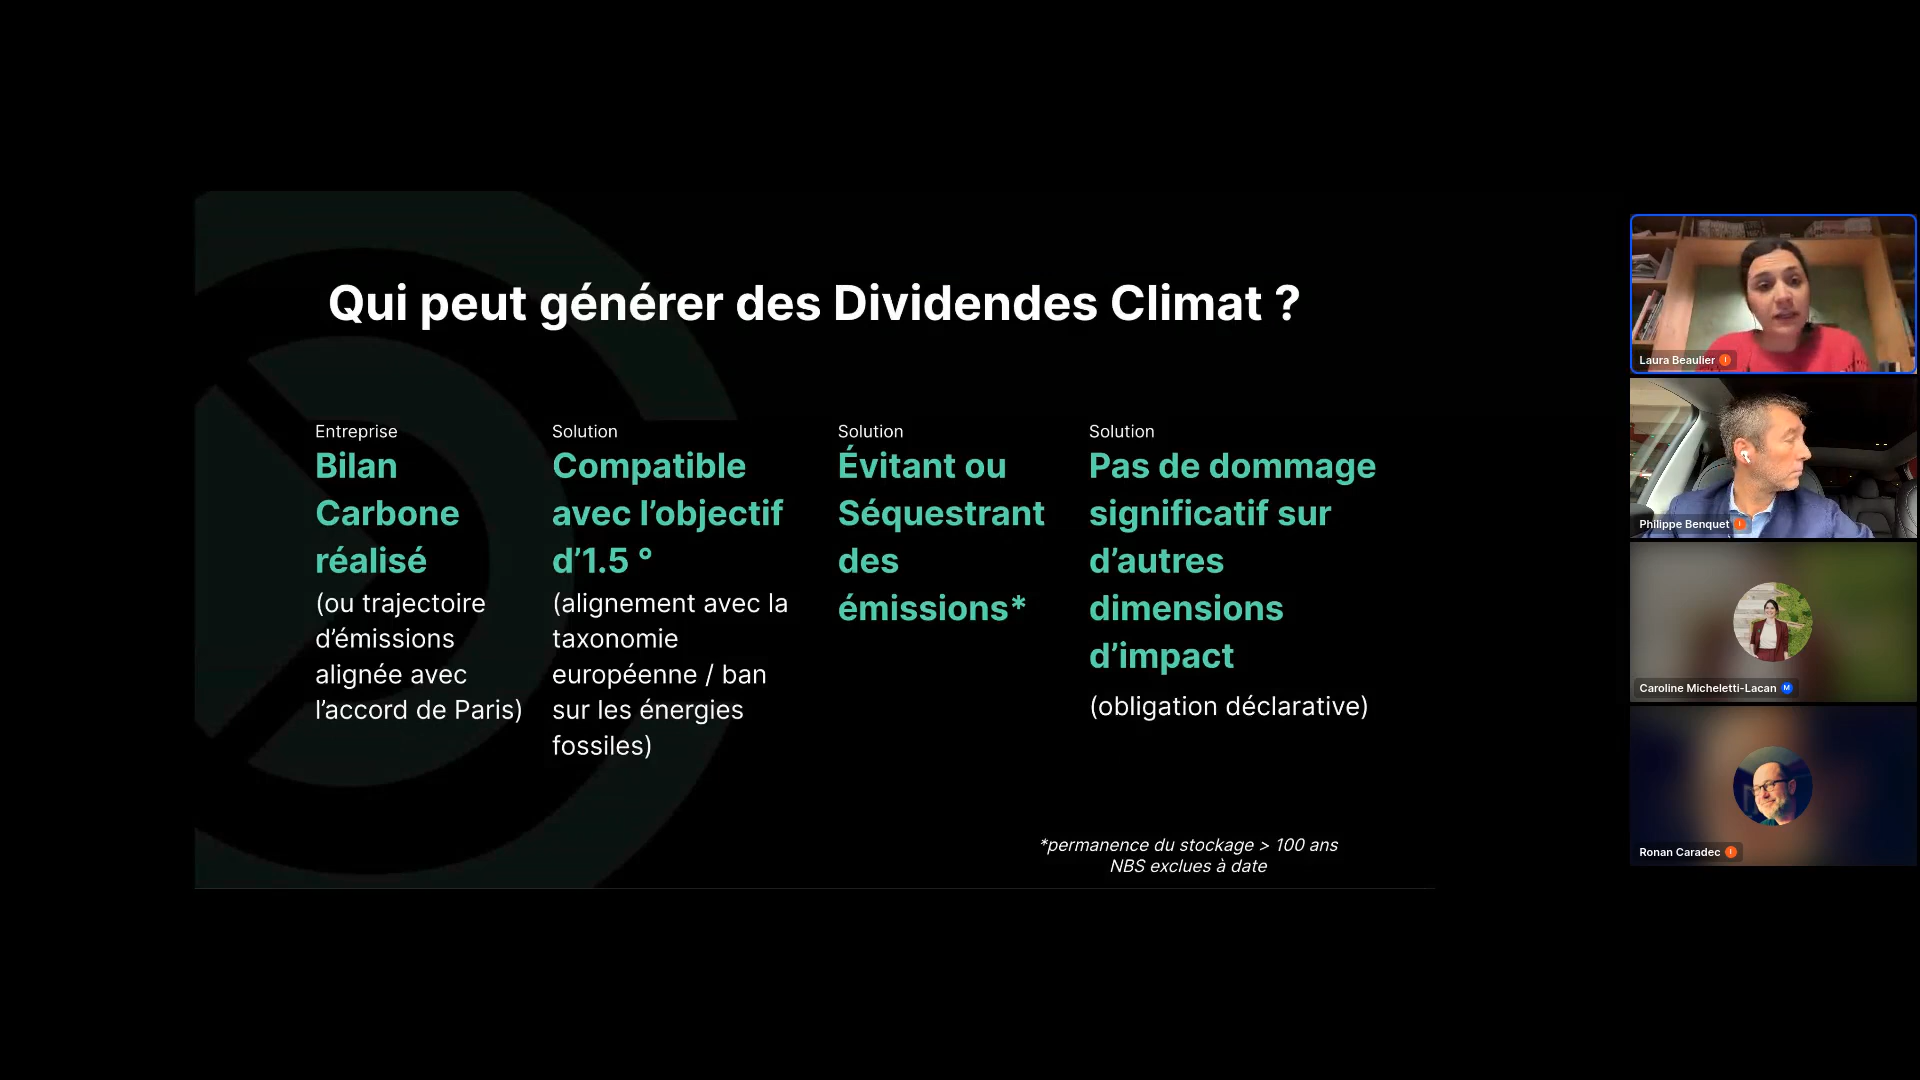 Qui peut générer des Dividendes Climat ?
Entreprise
Bilan
Carbone
réalisé
(ou trajectoire
d’émissions
alignée avec
l’accord de Paris)
Solution
Compatible
avec l’objectif
d’1.5 °
(alignement avec la
taxonomie
européenne / ban
sur les énergies
fossiles)
Solution
Évitant ou
Séquestrant
des
émissions*
Solution
Pas de dommage
significatif sur
d’autres
dimensions
d’impact
(obligation déclarative)
*permanence du stockage > 100 ans
NBS exclues à date
Laura Beaulier I
Philippe Benquet I
Caroline Micheletti-Lacan M
Ronan Caradec I